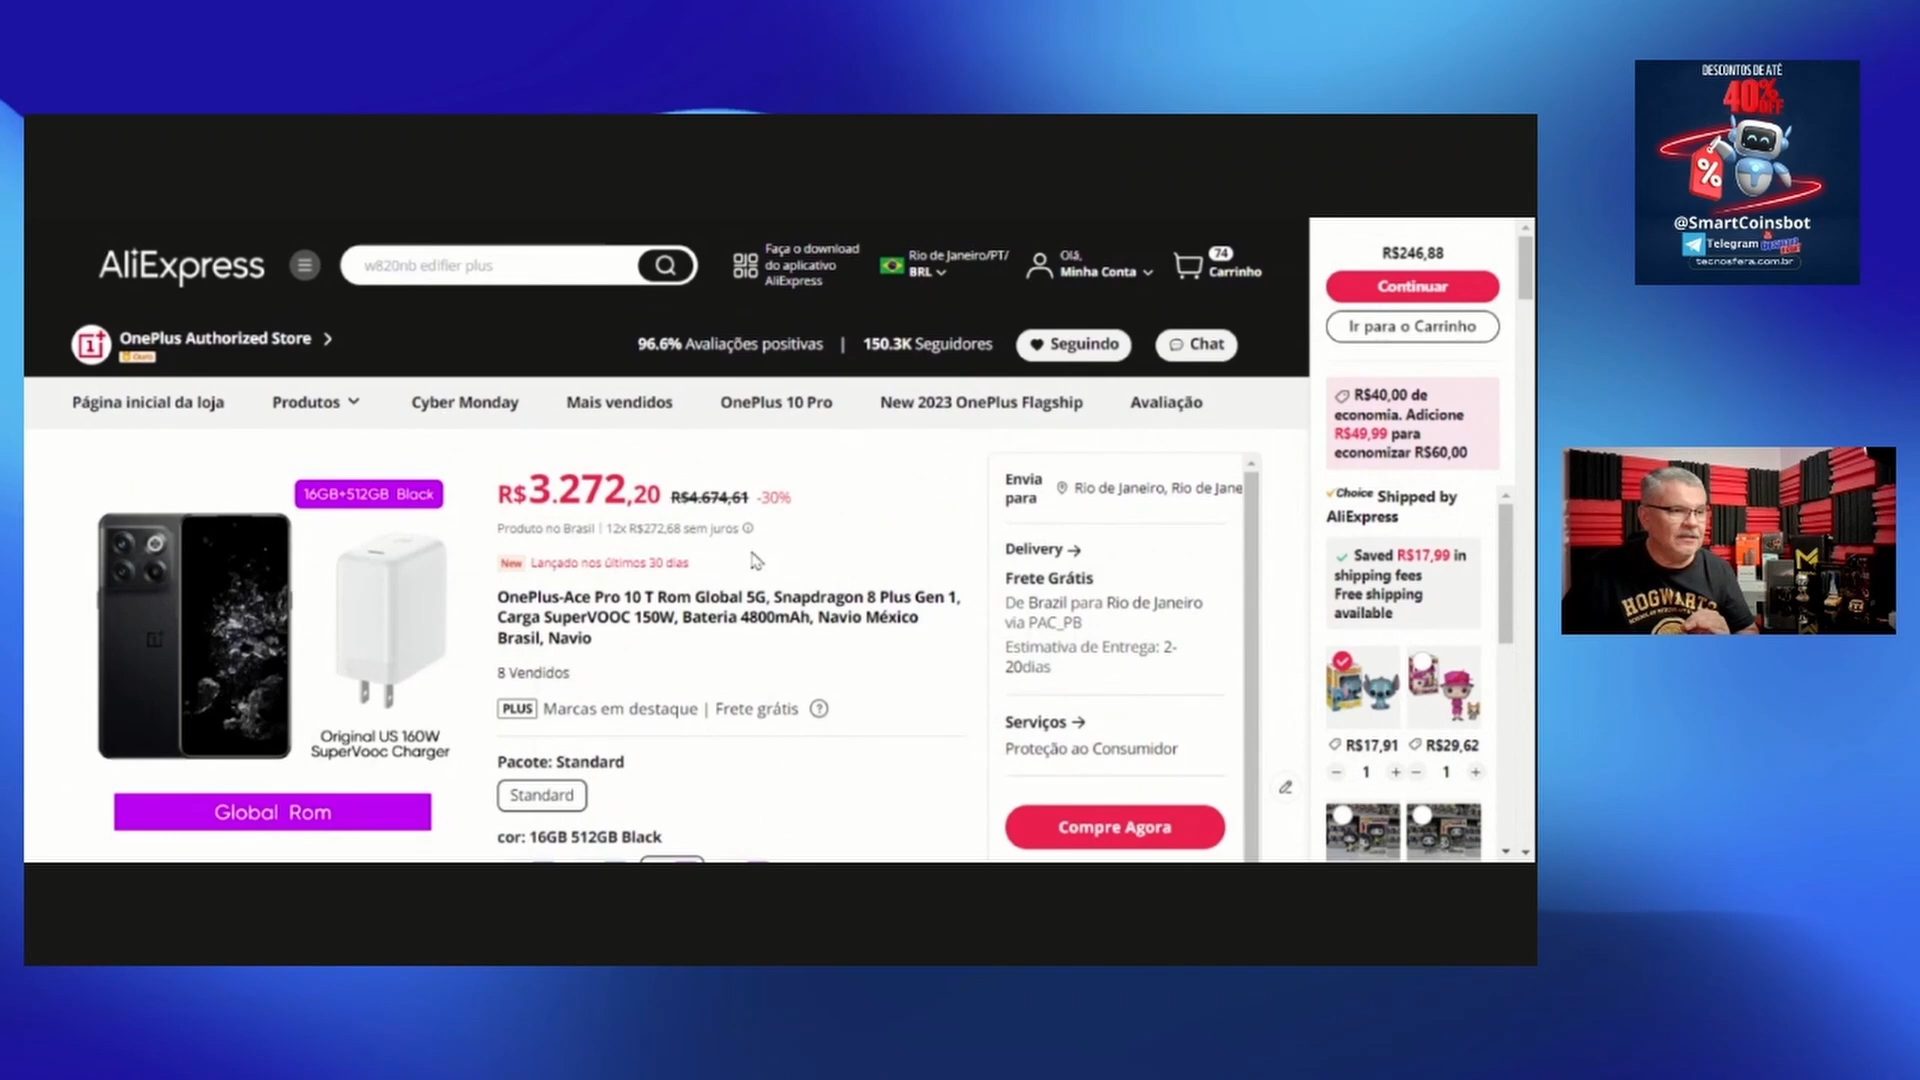 DESCONTOS DE ATÉ
40%
OFF
%
@SmartCoinsbot
Telegram
tecnosfera.com.br
AliExpress
w820nb edifier plus
Faça o download
do aplicativo
AliExpress
Rio de Janeiro/PT/
BRL
Olá,
Minha Conta
74
Carrinho
OnePlus Authorized Store
Ouro
96.6% Avaliações positivas | 150.3K Seguidores
Seguindo
Chat
Página inicial da loja
Produtos
Cyber Monday
Mais vendidos
OnePlus 10 Pro
New 2023 OnePlus Flagship
Avaliação
16GB+512GB Black
Original US 160W
SuperVooc Charger
Global Rom
R$3.272,20 R$4.674,61 -30%
Produto no Brasil | 12x R$272,68 sem juros
New Lançado nos últimos 30 dias
OnePlus-Ace Pro 10 T Rom Global 5G, Snapdragon 8 Plus Gen 1,
Carga SuperVOOC 150W, Bateria 4800mAh, Navio México
Brasil, Navio
8 Vendidos
PLUS Marcas em destaque | Frete grátis
Pacote: Standard
Standard
cor: 16GB 512GB Black
Envia
para
Rio de Janeiro, Rio de Jane
Delivery
Frete Grátis
De Brazil para Rio de Janeiro
via PAC_PB
Estimativa de Entrega: 2-
20dias
Serviços
Proteção ao Consumidor
Compre Agora
R$246,88
Continuar
Ir para o Carrinho
R$40,00 de
economia. Adicione
R$49,99 para
economizar R$60,00
Choice Shipped by
AliExpress
Saved R$17,99 in
shipping fees
Free shipping
available
R$17,91 R$29,62
1 1
HOGWARTS